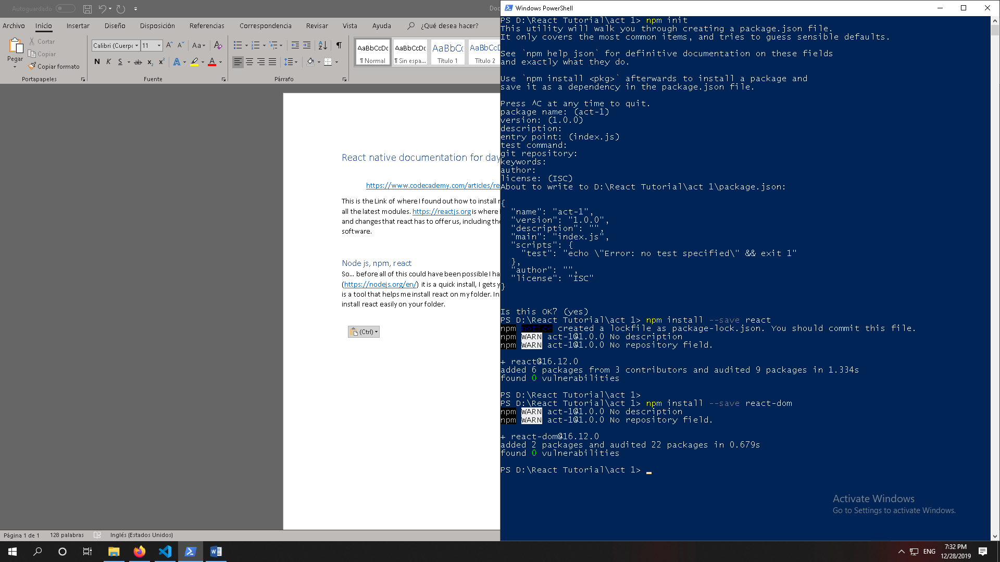 Autoguardado
Doc
Archivo Inicio Insertar Diseño Disposición Referencias Correspondencia Revisar Vista Ayuda ¿Qué desea hacer?
Pegar
Cortar
Copiar
Copiar formato
Portapapeles
Calibri (Cuerpo 11
Aa
N K S ab x₂ x²
A A
Fuente
Párrafo
AaBbCcDc AaBbCcDc AaBbCc AaBbCcD
¶ Normal ¶ Sin espa... Título 1 Título 2
React native documentation for day
https://www.codecademy.com/articles/re
This is the Link of where I found out how to install r
all the latest modules. https://reactjs.org is where
and changes that react has to offer us, including the
software.
Node js, npm, react
So... before all of this could have been possible I ha
(https://nodejs.org/en/) it is a quick install, I gets y
is a tool that helps me install react on my folder. In
install react easily on your folder.
(Ctrl)
Página 1 de 1 128 palabras Inglés (Estados Unidos)
Windows PowerShell
PS D:\React Tutorial\act 1> npm init
This utility will walk you through creating a package.json file.
It only covers the most common items, and tries to guess sensible defaults.
See `npm help json` for definitive documentation on these fields
and exactly what they do.
Use `npm install <pkg>` afterwards to install a package and
save it as a dependency in the package.json file.
Press ^C at any time to quit.
package name: (act-1)
version: (1.0.0)
description:
entry point: (index.js)
test command:
git repository:
keywords:
author:
license: (ISC)
About to write to D:\React Tutorial\act 1\package.json:
{
  "name": "act-1",
  "version": "1.0.0",
  "description": "",
  "main": "index.js",
  "scripts": {
    "test": "echo \"Error: no test specified\" && exit 1"
  },
  "author": "",
  "license": "ISC"
}
Is this OK? (yes)
PS D:\React Tutorial\act 1> npm install --save react
npm notice created a lockfile as package-lock.json. You should commit this file.
npm WARN act-1@1.0.0 No description
npm WARN act-1@1.0.0 No repository field.
+ react@16.12.0
added 6 packages from 3 contributors and audited 9 packages in 1.334s
found 0 vulnerabilities
PS D:\React Tutorial\act 1>
PS D:\React Tutorial\act 1> npm install --save react-dom
npm WARN act-1@1.0.0 No description
npm WARN act-1@1.0.0 No repository field.
+ react-dom@16.12.0
added 2 packages and audited 22 packages in 0.679s
found 0 vulnerabilities
PS D:\React Tutorial\act 1>
Activate Windows
Go to Settings to activate Windows.
ENG
7:32 PM
12/28/2019